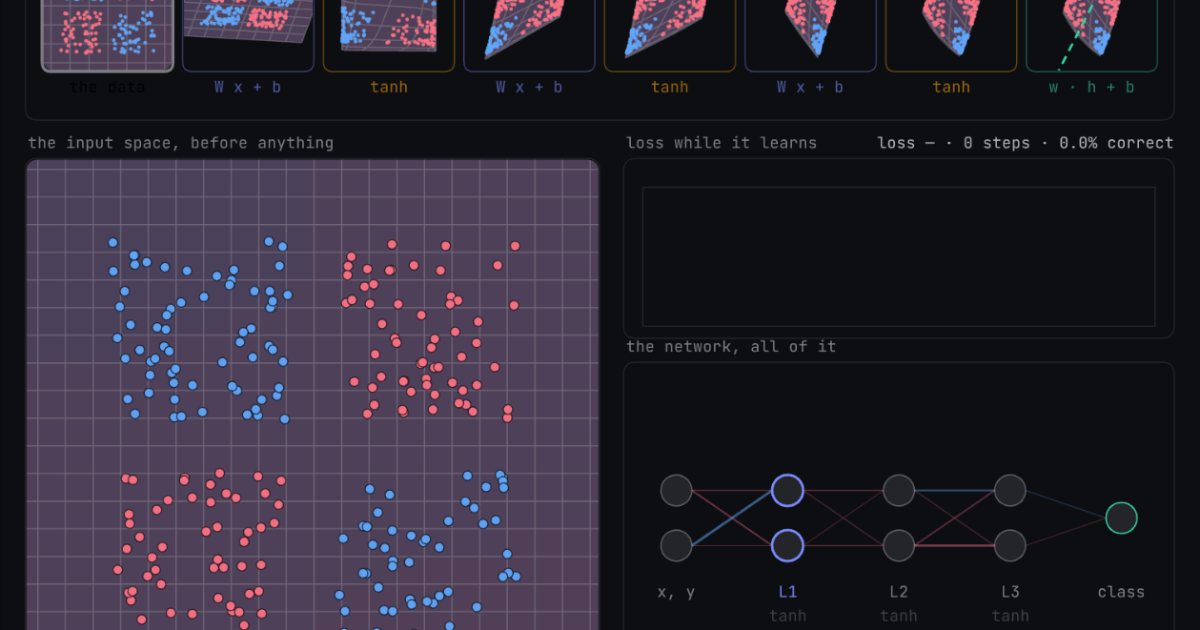 the data W x + b tanh W x + b tanh W x + b tanh w · h + b
the input space, before anything
loss while it learns loss — · 0 steps · 0.0% correct
the network, all of it
x, y L1 L2 L3 class
tanh tanh tanh